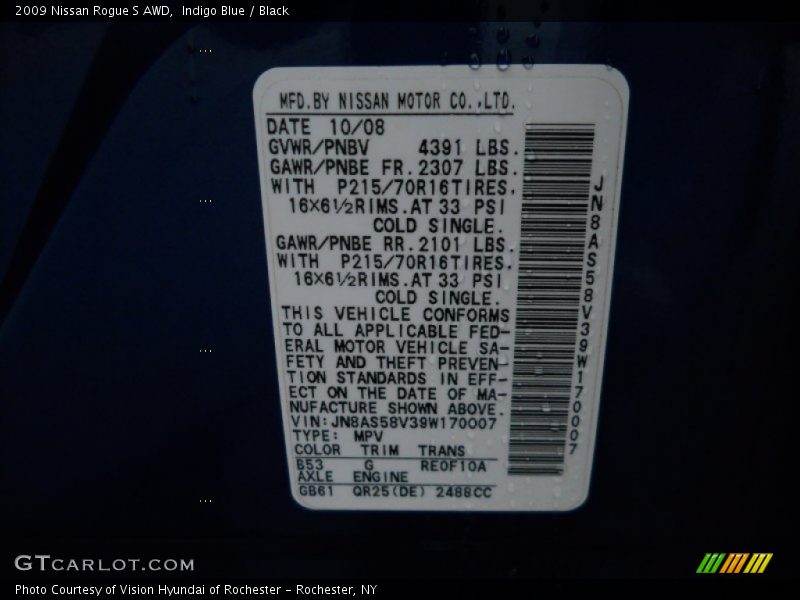 2009 Nissan Rogue S AWD,  Indigo Blue / Black
MFD.BY NISSAN MOTOR CO.,LTD.
DATE 10/08
GVWR/PNBV 4391 LBS.
GAWR/PNBE FR.2307 LBS.
WITH P215/70R16TIRES,
16X6½RIMS.AT 33 PSI
COLD SINGLE.
GAWR/PNBE RR.2101 LBS.
WITH P215/70R16TIRES.
16X6½RIMS.AT 33 PSI
COLD SINGLE.
THIS VEHICLE CONFORMS
TO ALL APPLICABLE FED-
ERAL MOTOR VEHICLE SA-
FETY AND THEFT PREVEN-
TION STANDARDS IN EFF-
ECT ON THE DATE OF MA-
NUFACTURE SHOWN ABOVE.
VIN:JN8AS58V39W170007
TYPE: MPV
COLOR TRIM TRANS
B53 G RE0F10A
AXLE ENGINE
GB61 QR25(DE) 2488CC
JN8AS58V39W170007
GTCARLOT.COM
Photo Courtesy of Vision Hyundai of Rochester - Rochester, NY